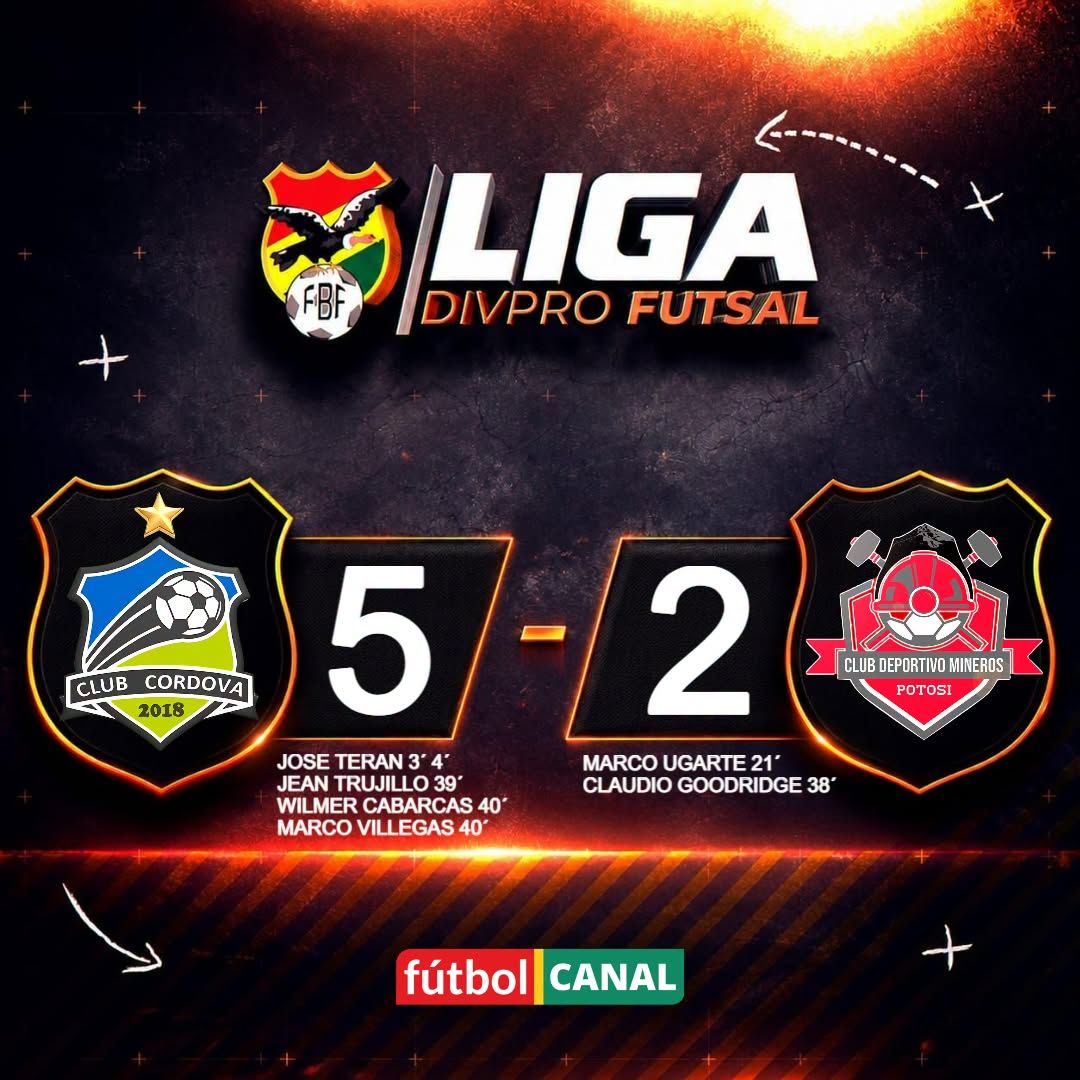 LIGA
DIVPRO FUTSAL
FBF
CLUB CORDOVA
2018
5 - 2
CLUB DEPORTIVO MINEROS
POTOSI
JOSE TERAN 3´ 4´
JEAN TRUJILLO 39´
WILMER CABARCAS 40´
MARCO VILLEGAS 40´
MARCO UGARTE 21´
CLAUDIO GOODRIDGE 38´
fútbol CANAL